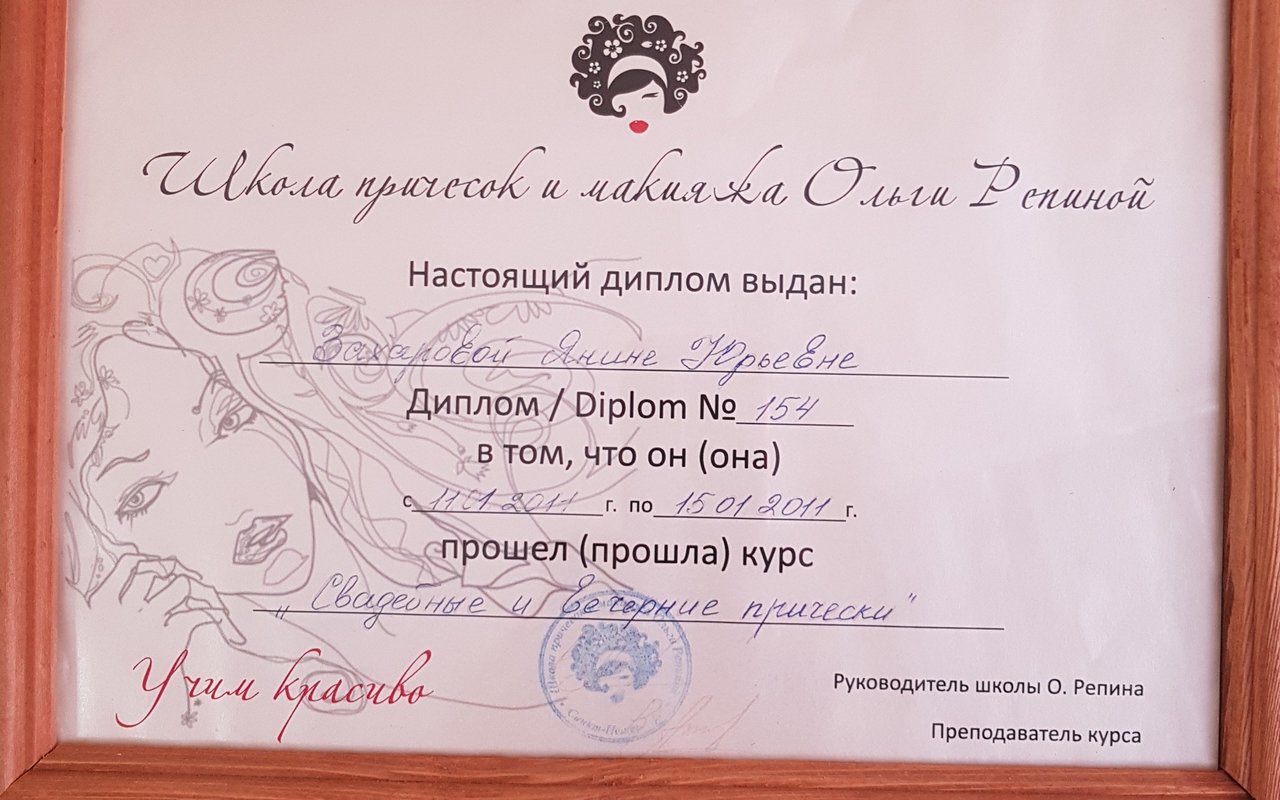 Школа причесок и макияжа Ольги Репиной
Настоящий диплом выдан:
Захаровой Янине Юрьевне
Диплом / Diplom № 154
в том, что он (она)
с 11 01 2011 г. по 15 01 2011 г.
прошел (прошла) курс
„Свадебные и Вечерние прически"
Учим красиво
Школа причесок
Руководитель школы О. Репина
Преподаватель курса